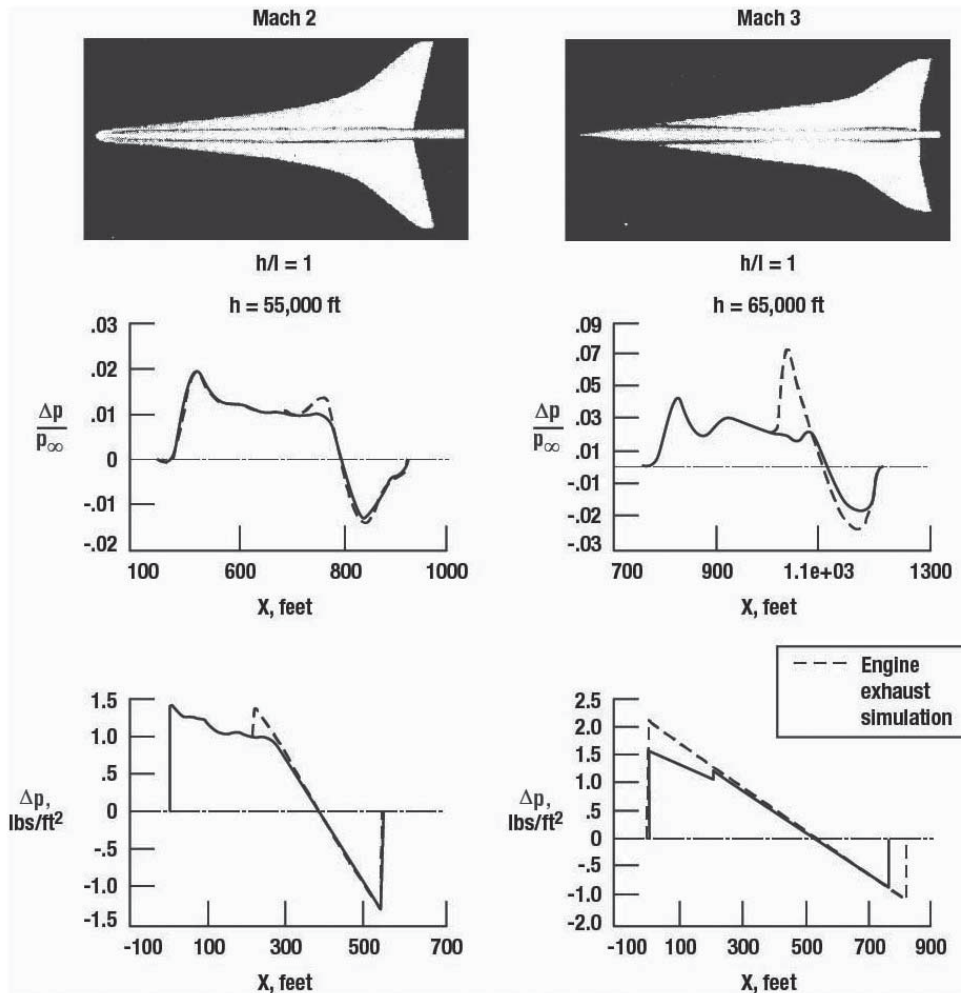 Mach 2
Mach 3
h/l = 1
h/l = 1
h = 55,000 ft
h = 65,000 ft
.03
.02
.010
0
-.01
-.02
Δp
p∞
100
600
800
1000
X, feet
.09
.07
.05
.03
.01
-.01
-.02
-.03
Δp
p∞
700
900
1.1e+03
1300
X, feet
Engine
exhaust
simulation
1.5
1.0
.5
0
-.5
-1.0
-1.5
Δp,
lbs/ft²
-100
100
300
500
700
X, feet
2.5
2.0
1.5
1.0
.5
0
-.5
-1.0
-2.0
Δp,
lbs/ft²
-100
100
300
500
700
900
X, feet